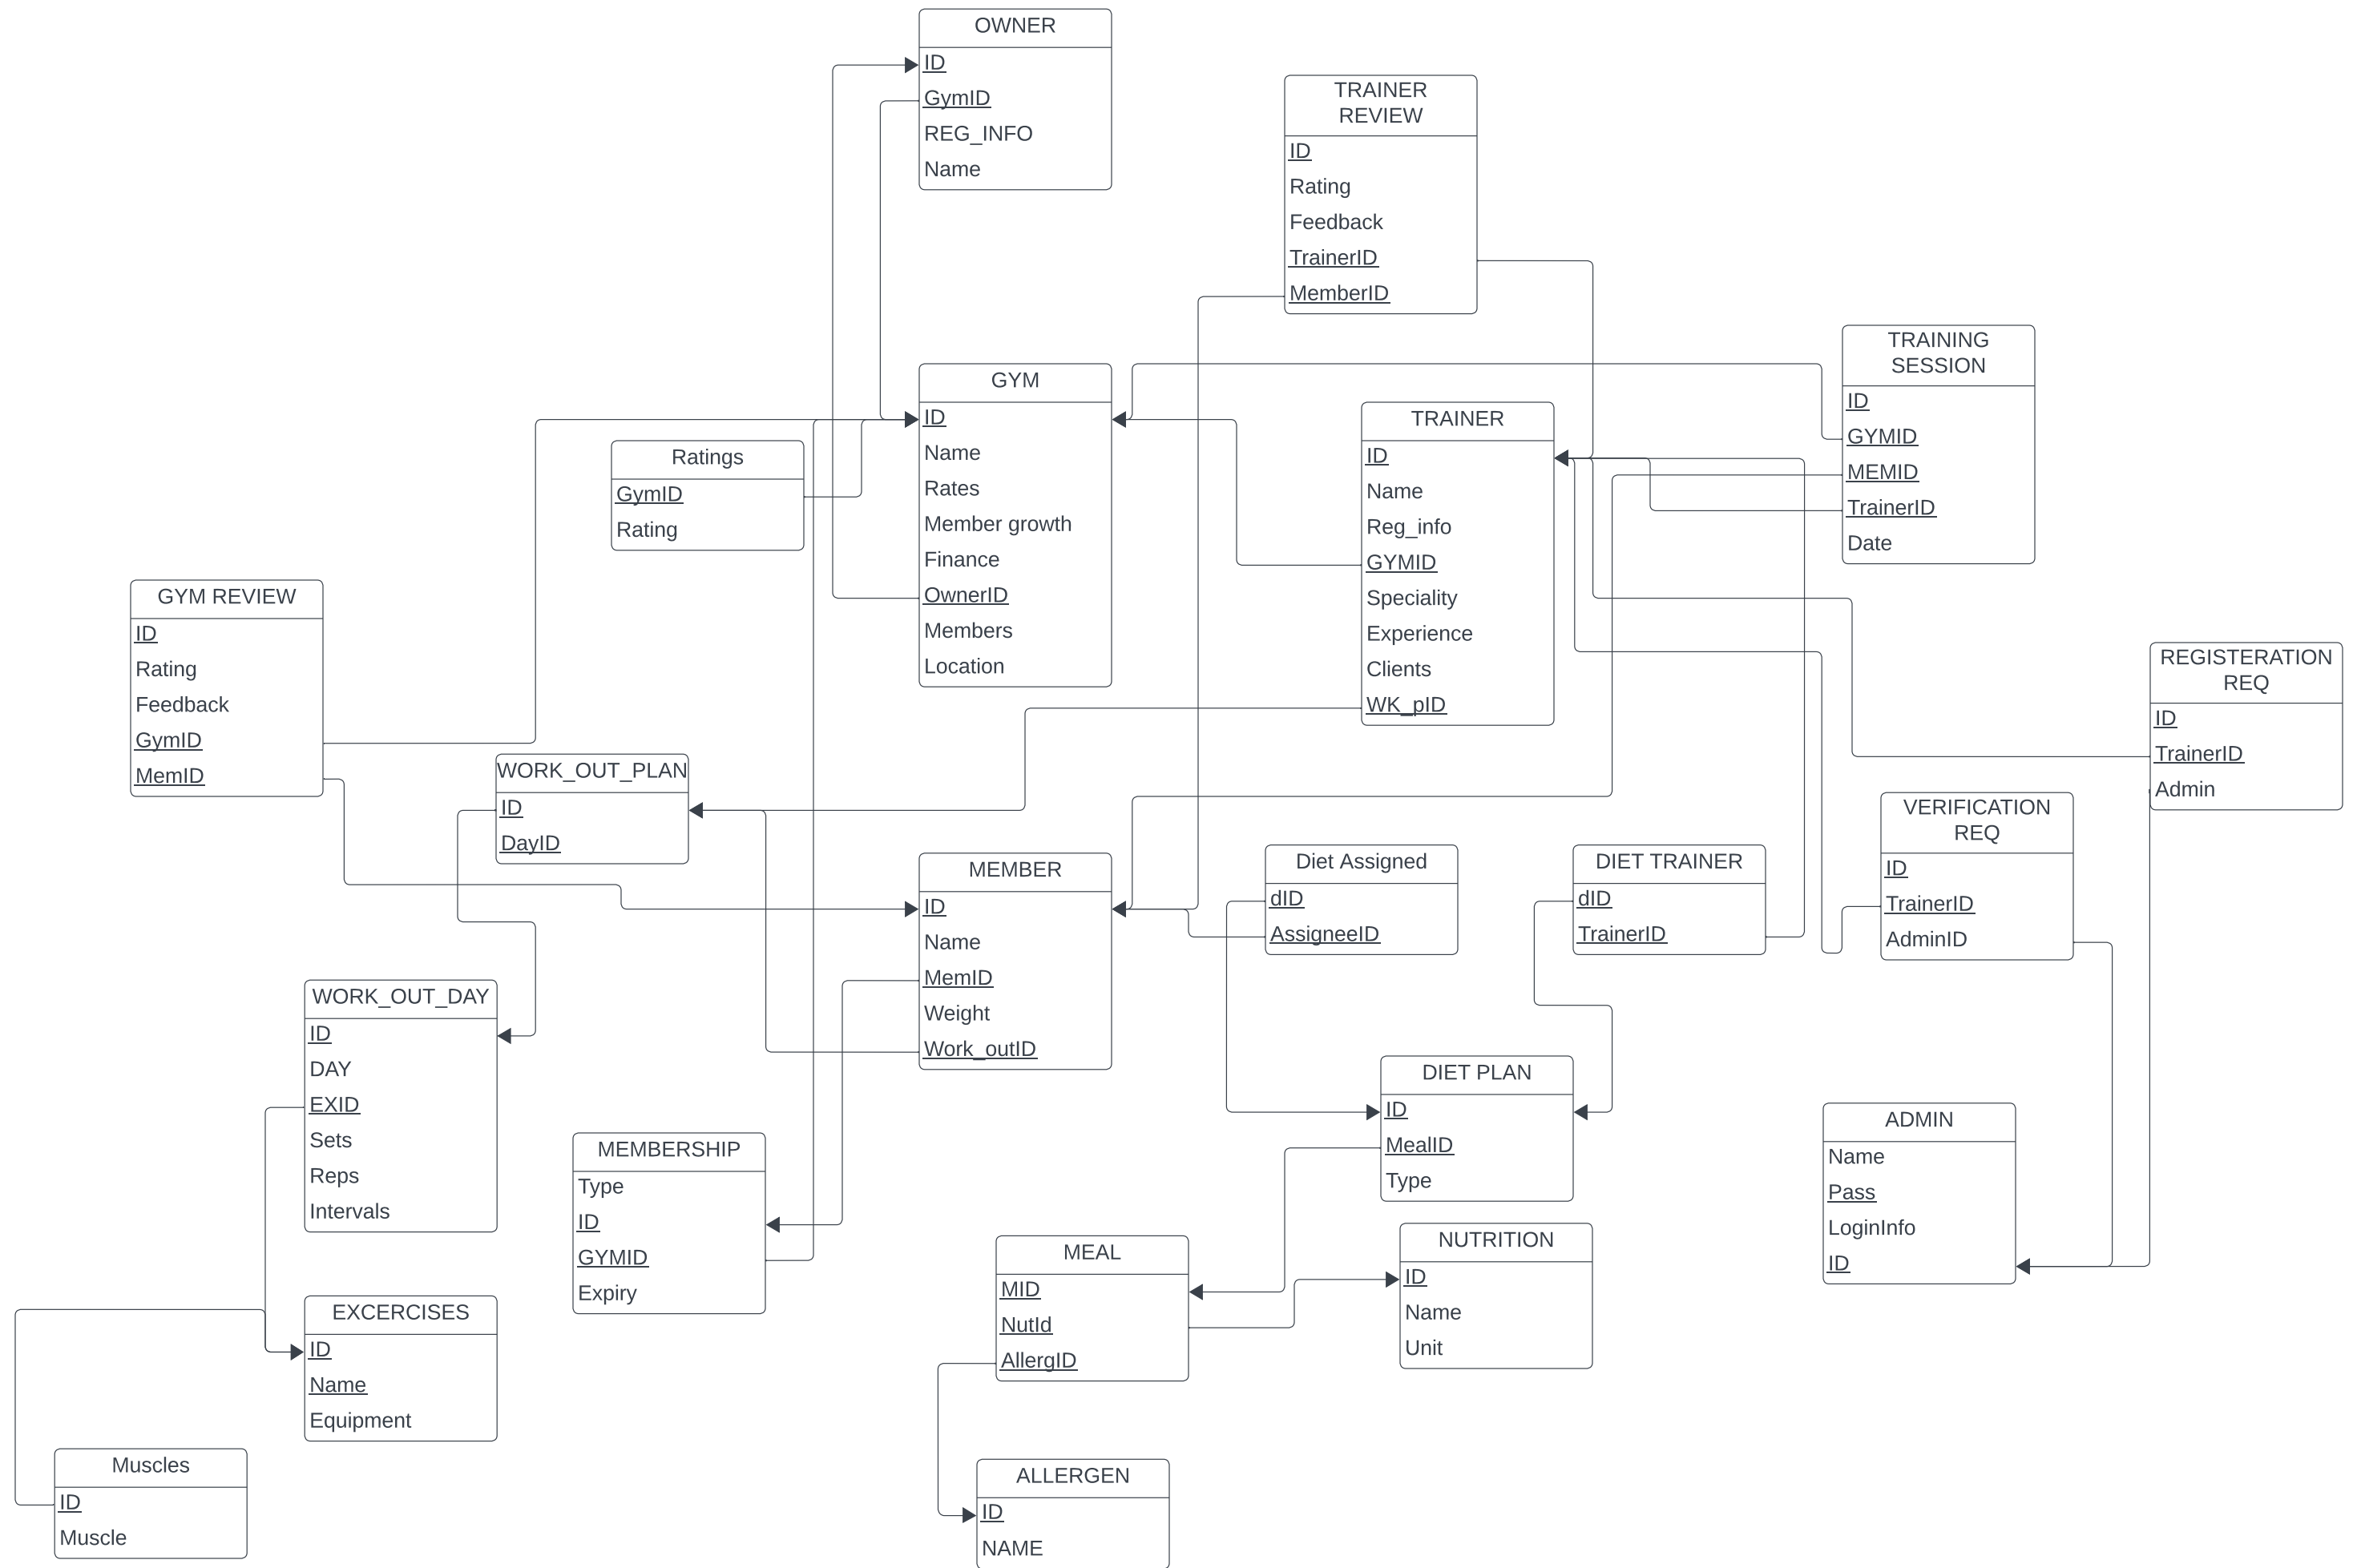 OWNER
ID
GymID
REG_INFO
Name
TRAINER
REVIEW
ID
Rating
Feedback
TrainerID
MemberID
TRAINING
SESSION
ID
GYMID
MEMID
TrainerID
Date
GYM
ID
Name
Rates
Member growth
Finance
OwnerID
Members
Location
TRAINER
ID
Name
Reg_info
GYMID
Speciality
Experience
Clients
WK_pID
Ratings
GymID
Rating
GYM REVIEW
ID
Rating
Feedback
GymID
MemID
REGISTERATION
REQ
ID
TrainerID
Admin
WORK_OUT_PLAN
ID
DayID
VERIFICATION
REQ
ID
TrainerID
AdminID
MEMBER
ID
Name
MemID
Weight
Work_outID
Diet Assigned
dID
AssigneeID
DIET TRAINER
dID
TrainerID
WORK_OUT_DAY
ID
DAY
EXID
Sets
Reps
Intervals
DIET PLAN
ID
MealID
Type
ADMIN
Name
Pass
LoginInfo
ID
MEMBERSHIP
Type
ID
GYMID
Expiry
MEAL
MID
NutId
AllergID
NUTRITION
ID
Name
Unit
EXCERCISES
ID
Name
Equipment
Muscles
ID
Muscle
ALLERGEN
ID
NAME